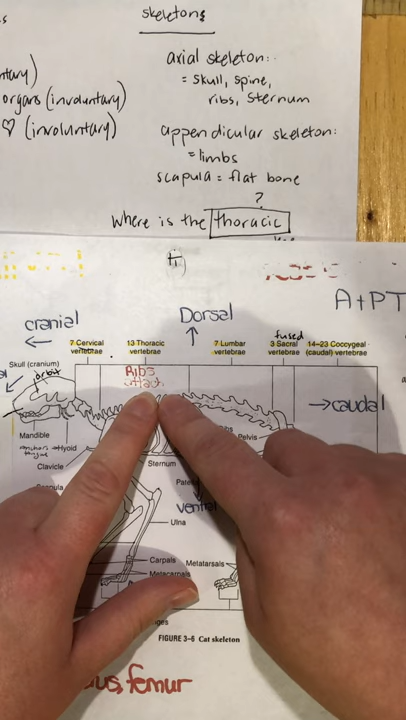 skeletons
axial skeleton:
= skull, spine,
ribs, sternum
organs (involuntary)
♡ (involuntary)
appendicular skeleton:
= limbs
scapula = flat bone
?
Where is the thoracic
A+PT
cranial
Dorsal
fused
7 Cervical vertebrae
13 Thoracic vertebrae
7 Lumbar vertebrae
3 Sacral vertebrae
14–23 Coccygeal (caudal) vertebrae
Ribs
attach
Skull (cranium)
orbit
caudal
Mandible
Hyoid
Clavicle
Sternum
Pelvis
ventral
Ulna
Carpals
Metacarpals
Metatarsals
FIGURE 3–6 Cat skeleton
femur